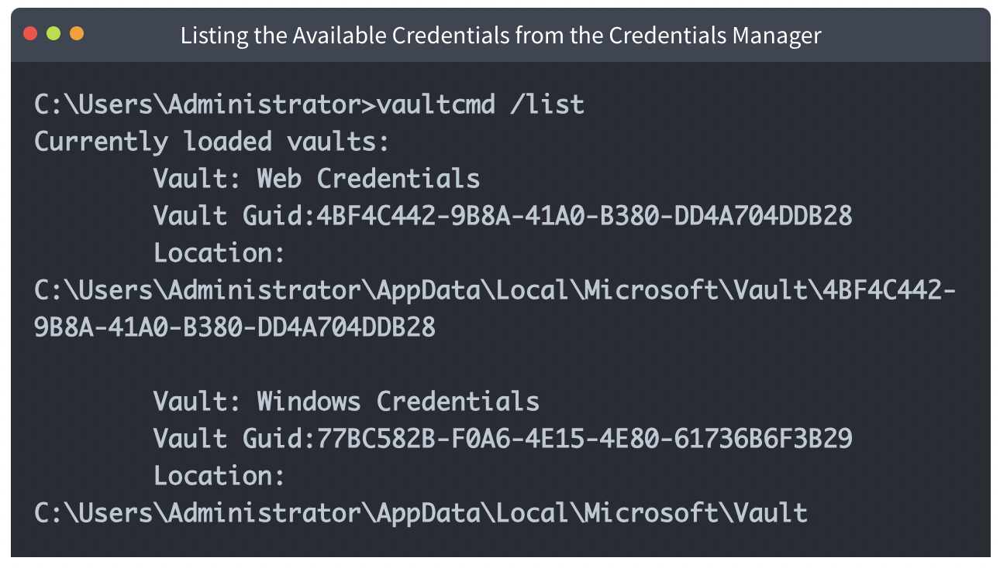 Listing the Available Credentials from the Credentials Manager
C:\Users\Administrator>vaultcmd /list
Currently loaded vaults:
        Vault: Web Credentials
        Vault Guid:4BF4C442-9B8A-41A0-B380-DD4A704DDB28
        Location:
C:\Users\Administrator\AppData\Local\Microsoft\Vault\4BF4C442-
9B8A-41A0-B380-DD4A704DDB28
        Vault: Windows Credentials
        Vault Guid:77BC582B-F0A6-4E15-4E80-61736B6F3B29
        Location:
C:\Users\Administrator\AppData\Local\Microsoft\Vault